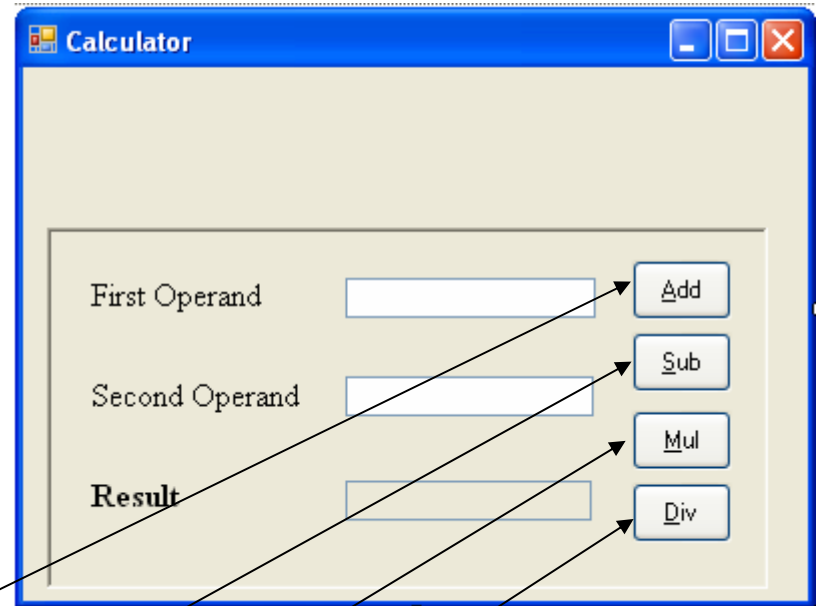 Calculator
First Operand
Add
Sub
Second Operand
Mul
Result
Div